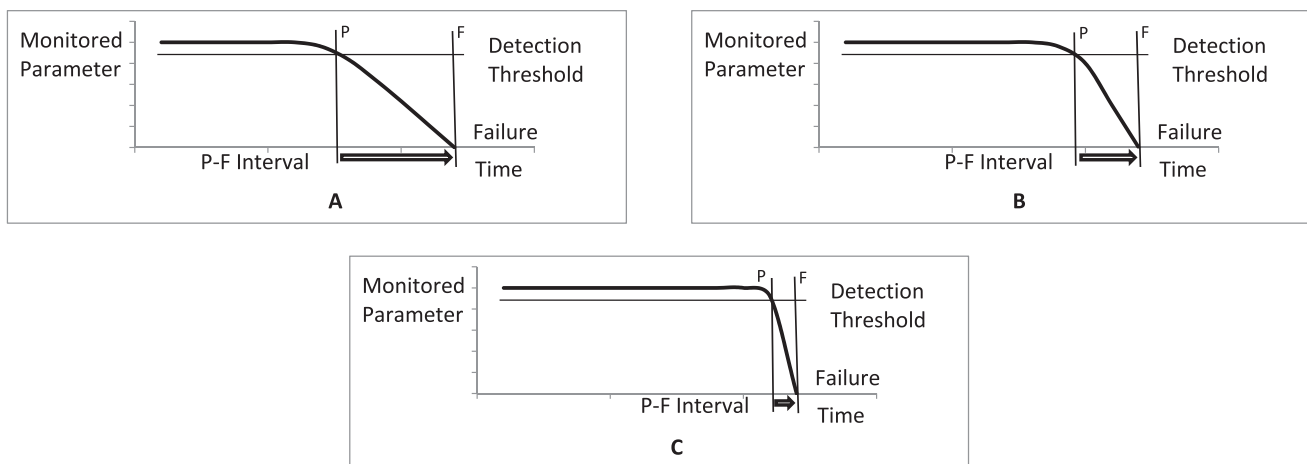 P
F
Monitored
Parameter
Detection
Threshold
Failure
P-F Interval
Time
A
P
F
Monitored
Parameter
Detection
Threshold
Failure
P-F Interval
Time
B
P
F
Monitored
Parameter
Detection
Threshold
Failure
P-F Interval
Time
C